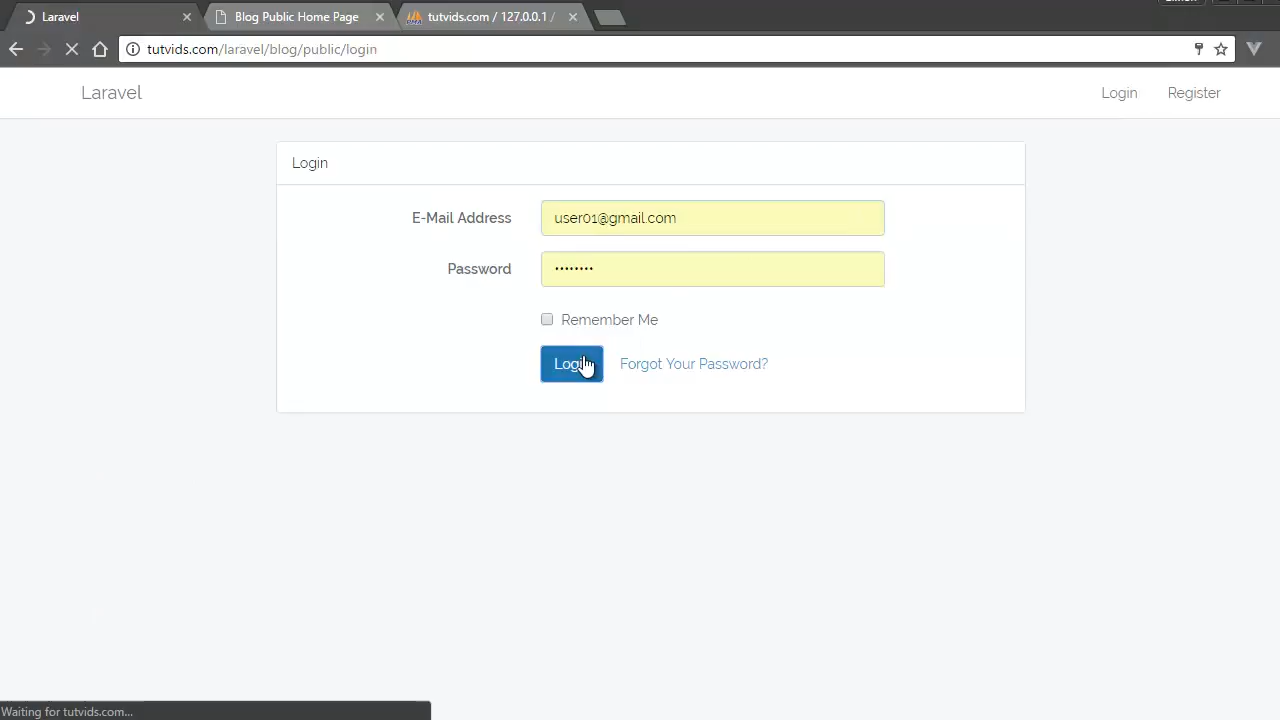 Laravel
Blog Public Home Page
tutvids.com / 127.0.0.1 /
tutvids.com/laravel/blog/public/login
Laravel
Login
Register
Login
E-Mail Address
user01@gmail.com
Password
••••••••
Remember Me
Login
Forgot Your Password?
Waiting for tutvids.com...